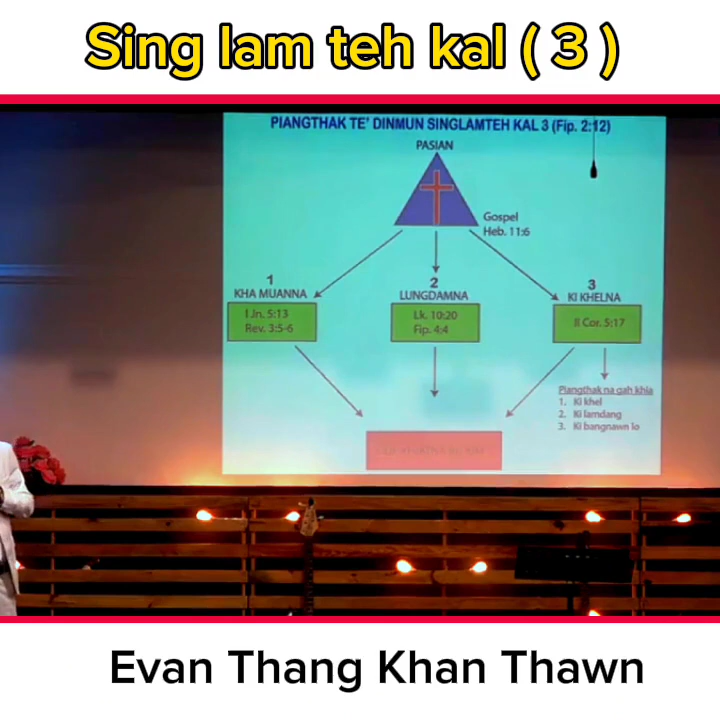 Sing lam teh kal ( 3 )
PIANGTHAK TE' DINMUN SINGLAMTEH KAL 3 (Fip. 2:12)
PASIAN
Gospel
Heb. 11:6
1
KHA MUANNA
I Jn. 5:13
Rev. 3:5-6
2
LUNGDAMNA
Lk. 10:20
Fip. 4:4
3
KI KHELNA
II Cor. 5:17
Piangthak na gah khia
1. Ki khel
2. Ki lamdang
3. Ki bangnawn lo
Evan Thang Khan Thawn